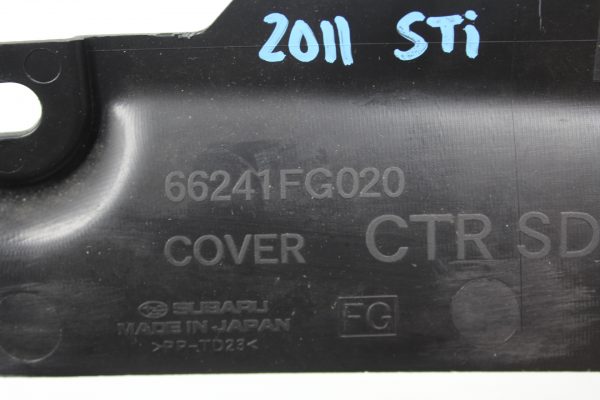 2011 STi
66241FG020
COVER CTR SD
SUBARU
MADE IN JAPAN FG
>PP-TD23<